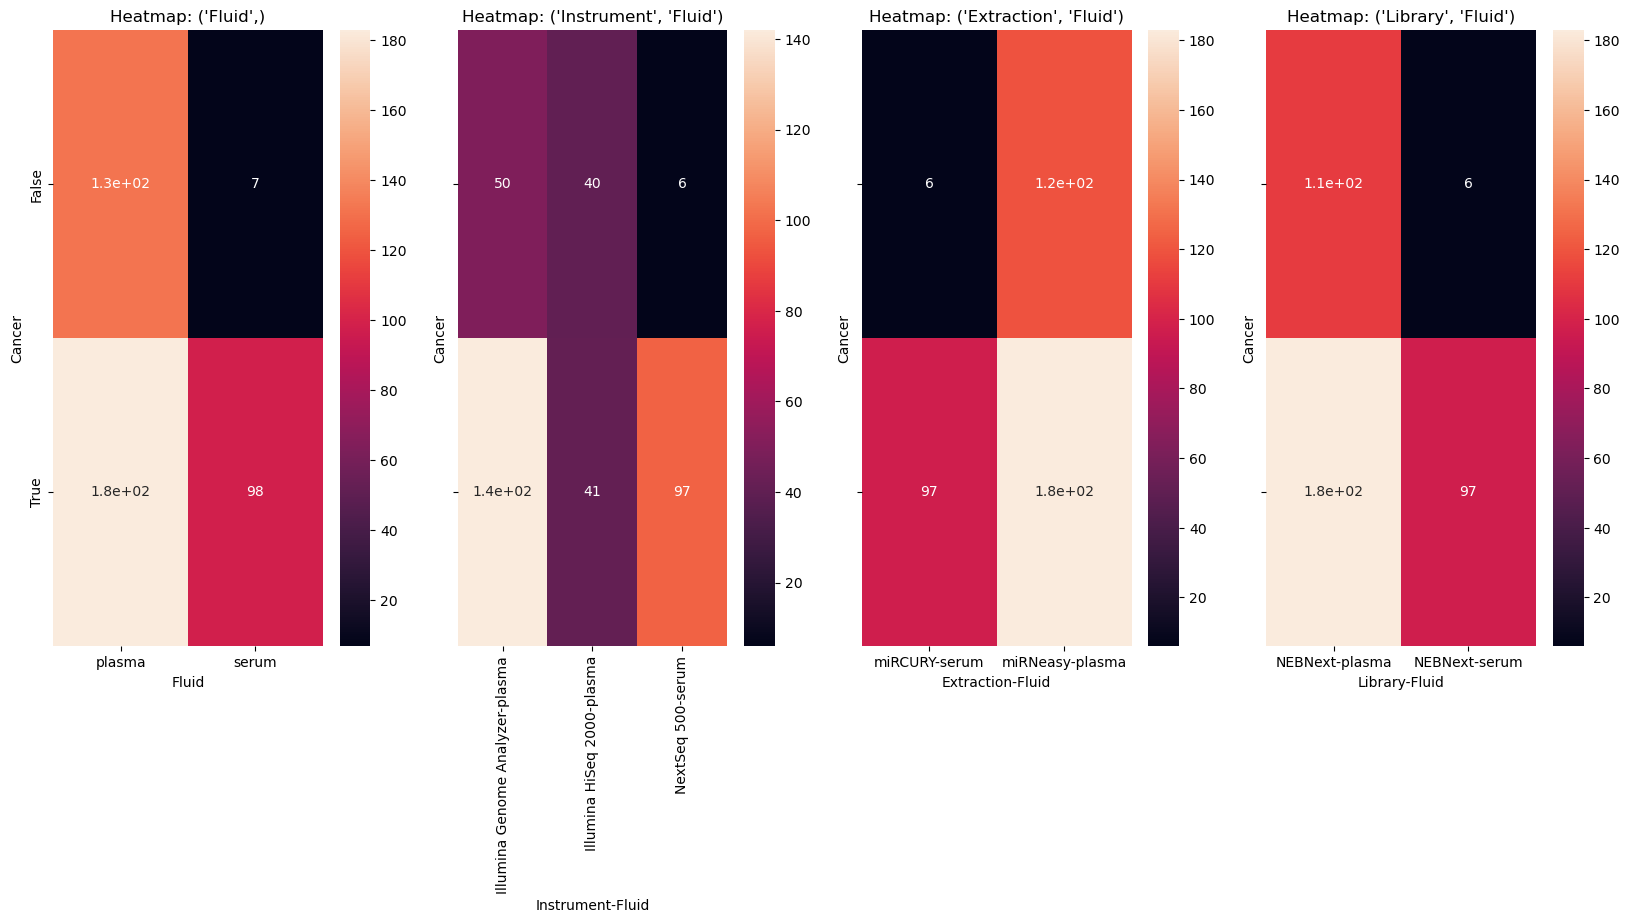 Heatmap: ('Fluid',)
Cancer
False
True
1.3e+02 7
1.8e+02 98
plasma serum
Fluid
180
160
140
120
100
80
60
40
20
Heatmap: ('Instrument', 'Fluid')
Cancer
50 40 6
1.4e+02 41 97
Illumina Genome Analyzer-plasma
Illumina HiSeq 2000-plasma
NextSeq 500-serum
Instrument-Fluid
140
120
100
80
60
40
20
Heatmap: ('Extraction', 'Fluid')
Cancer
6 1.2e+02
97 1.8e+02
miRCURY-serum miRNeasy-plasma
Extraction-Fluid
180
160
140
120
100
80
60
40
20
Heatmap: ('Library', 'Fluid')
Cancer
1.1e+02 6
1.8e+02 97
NEBNext-plasma NEBNext-serum
Library-Fluid
180
160
140
120
100
80
60
40
20